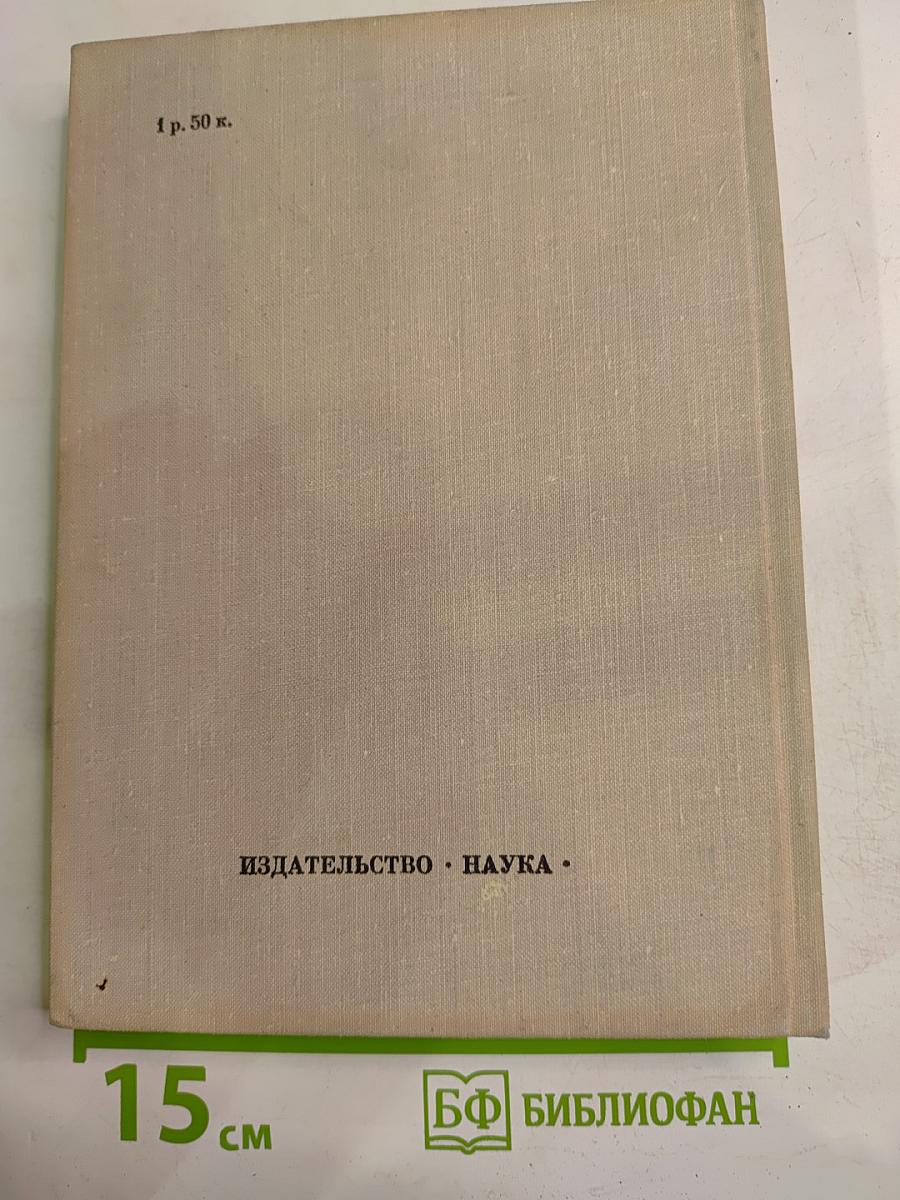 1 р. 50 к.
ИЗДАТЕЛЬСТВО · НАУКА ·
15 см
БФ БИБЛИОФАН